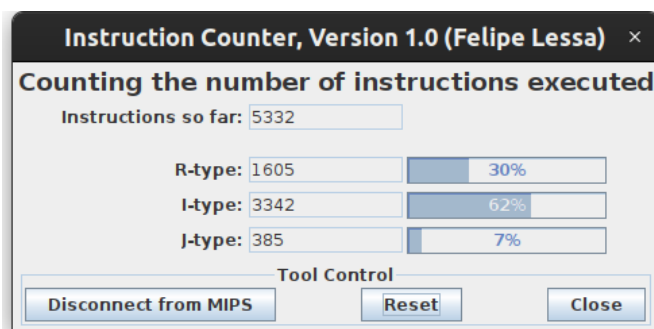 Instruction Counter, Version 1.0 (Felipe Lessa) ×
Counting the number of instructions executed
Instructions so far: 5332
R-type: 1605 30%
I-type: 3342 62%
J-type: 385 7%
Tool Control
Disconnect from MIPS Reset Close